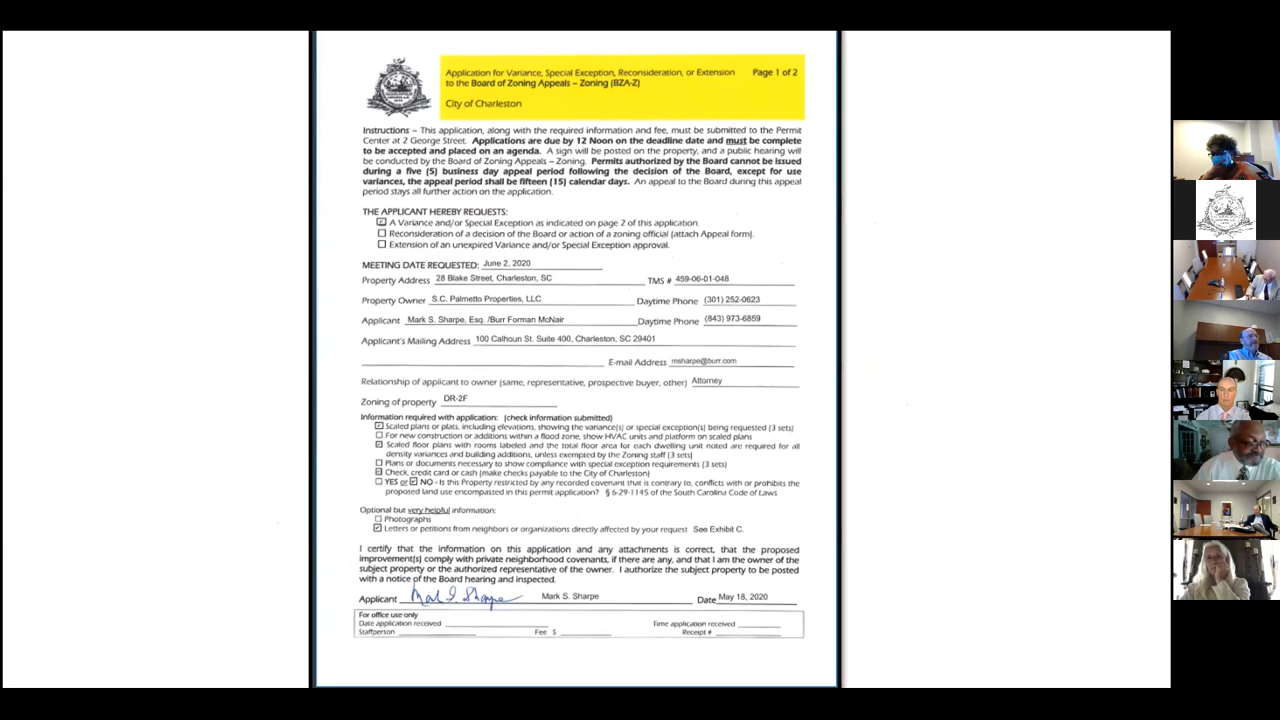 Application for Variance, Special Exception, Reconsideration, or Extension Page 1 of 2
to the Board of Zoning Appeals – Zoning (BZA-Z)
City of Charleston
Instructions – This application, along with the required information and fee, must be submitted to the Permit
Center at 2 George Street. Applications are due by 12 Noon on the deadline date and must be complete
to be accepted and placed on an agenda. A sign will be posted on the property, and a public hearing will
be conducted by the Board of Zoning Appeals – Zoning. Permits authorized by the Board cannot be issued
during a five (5) business day appeal period following the decision of the Board, except for use
variances, the appeal period shall be fifteen (15) calendar days. An appeal to the Board during this appeal
period stays all further action on the application.
THE APPLICANT HEREBY REQUESTS:
A Variance and/or Special Exception as indicated on page 2 of this application.
Reconsideration of a decision of the Board or action of a zoning official (attach Appeal form).
Extension of an unexpired Variance and/or Special Exception approval.
MEETING DATE REQUESTED: June 2, 2020
Property Address 28 Blake Street, Charleston, SC TMS # 459-06-01-048
Property Owner S.C. Palmetto Properties, LLC Daytime Phone (301) 252-0623
Applicant Mark S. Sharpe, Esq. /Burr Forman McNair Daytime Phone (843) 973-6859
Applicant's Mailing Address 100 Calhoun St. Suite 400, Charleston, SC 29401
E-mail Address msharpe@burr.com
Relationship of applicant to owner (same, representative, prospective buyer, other) Attorney
Zoning of property DR-2F
Information required with application: (check information submitted)
Scaled plans or plats, including elevations, showing the variance(s) or special exception(s) being requested (3 sets)
For new construction or additions within a flood zone, show HVAC units and platform on scaled plans
Scaled floor plans with rooms labeled and the total floor area for each dwelling unit noted are required for all
density variances and building additions, unless exempted by the Zoning staff (3 sets)
Plans or documents necessary to show compliance with special exception requirements (3 sets)
Check, credit card or cash (make checks payable to the City of Charleston)
YES or NO - Is this Property restricted by any recorded covenant that is contrary to, conflicts with or prohibits the
proposed land use encompassed in this permit application? § 6-29-1145 of the South Carolina Code of Laws
Optional but very helpful information:
Photographs
Letters or petitions from neighbors or organizations directly affected by your request See Exhibit C.
I certify that the information on this application and any attachments is correct, that the proposed
improvement(s) comply with private neighborhood covenants, if there are any, and that I am the owner of the
subject property or the authorized representative of the owner. I authorize the subject property to be posted
with a notice of the Board hearing and inspected.
Applicant Mark S. Sharpe Mark S. Sharpe Date May 18, 2020
For office use only
Date application received Time application received
Staffperson Fee $ Receipt #